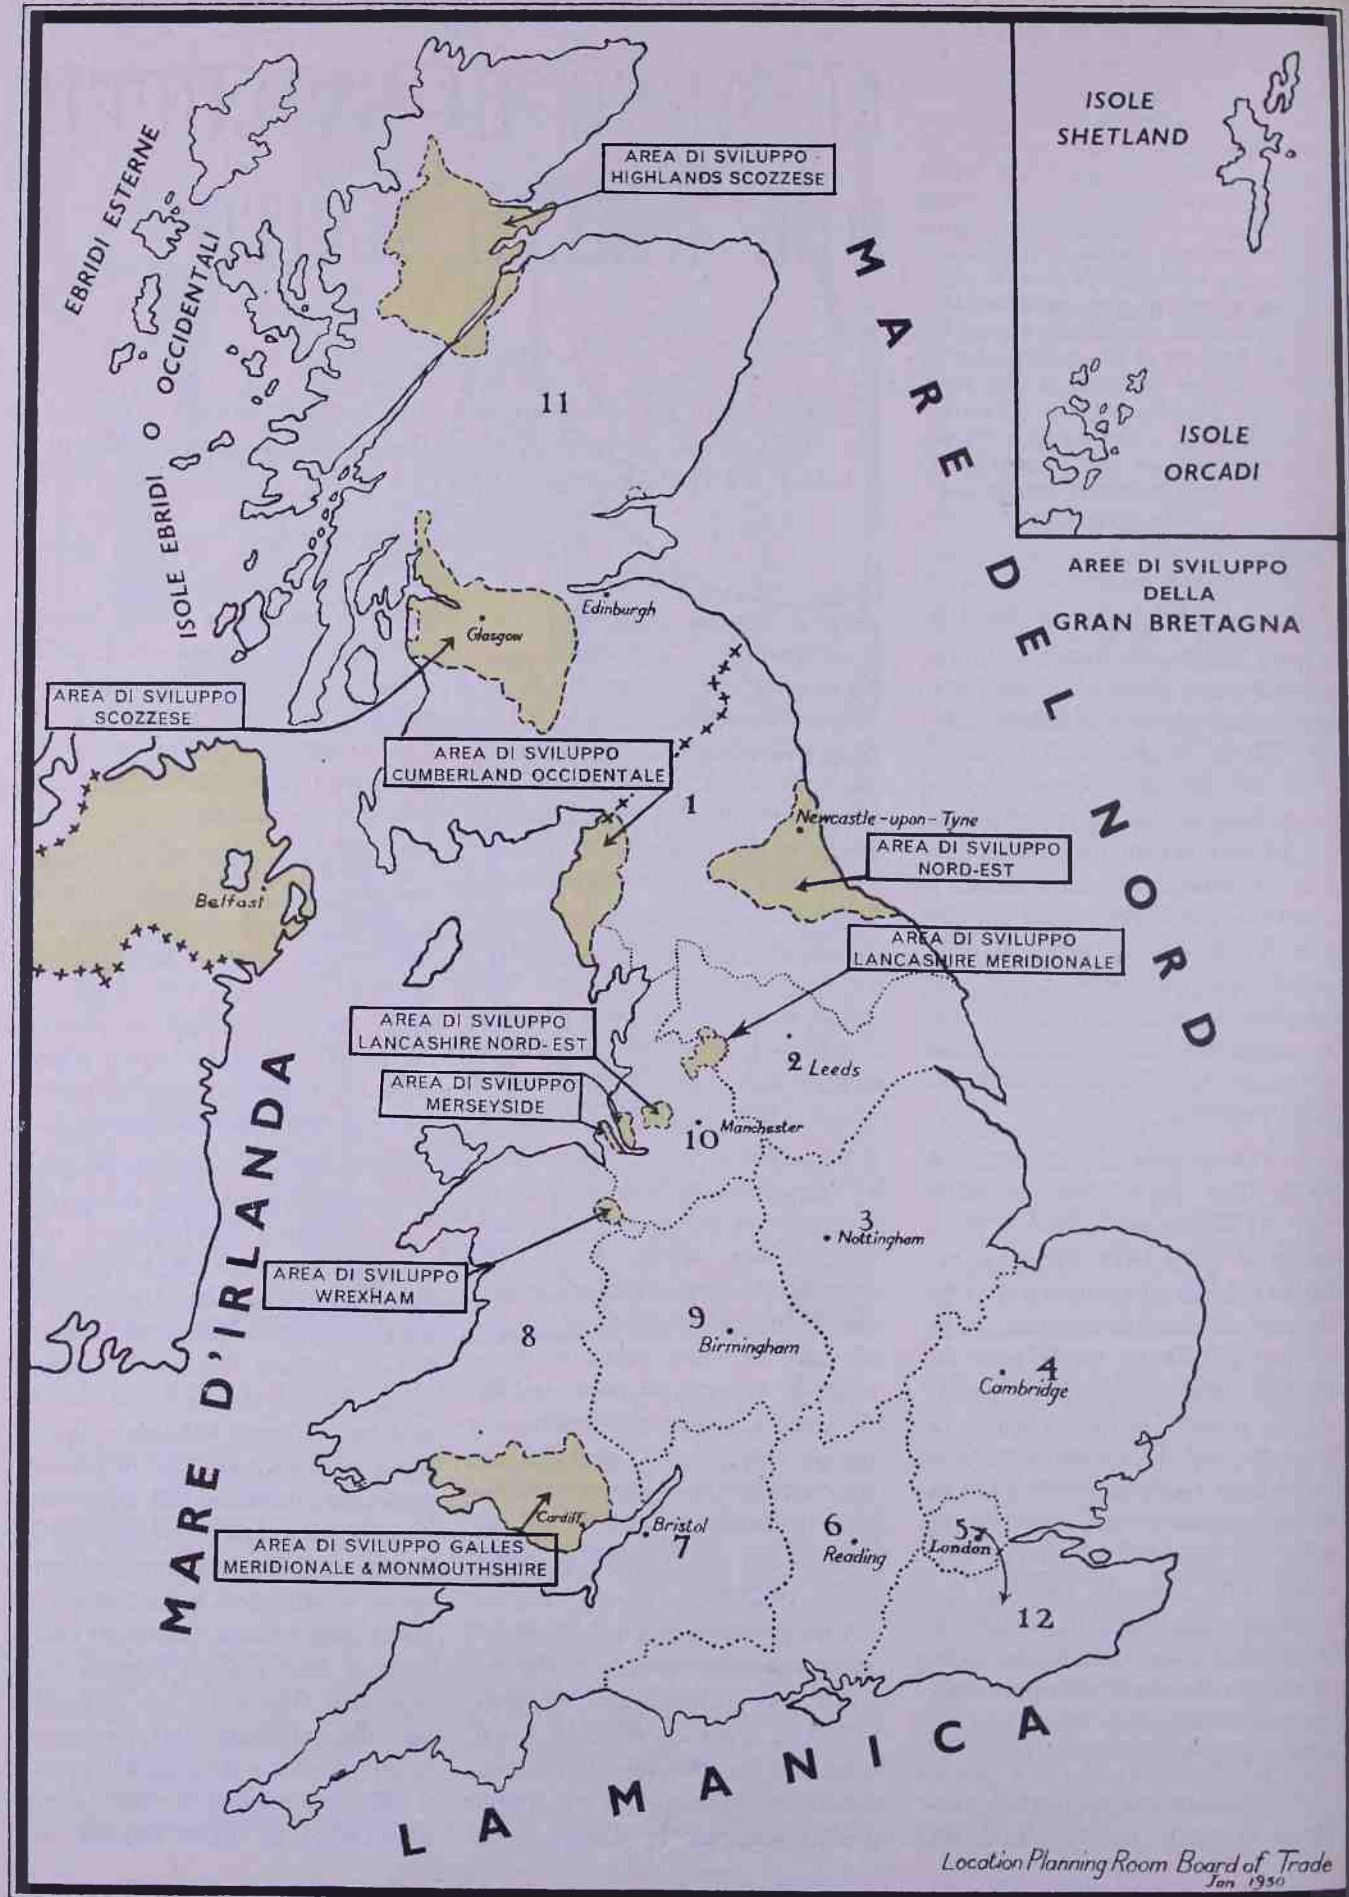 AREA DI SVILUPPO
HIGHLANDS SCOZZESE
ISOLE
SHETLAND
ISOLE
ORCADI
EBRIDI ESTERNE
ISOLE EBRIDI O OCCIDENTALI
MARE DEL NORD
11
AREE DI SVILUPPO
DELLA
GRAN BRETAGNA
Edinburgh
Glasgow
AREA DI SVILUPPO
SCOZZESE
AREA DI SVILUPPO
CUMBERLAND OCCIDENTALE
1
Newcastle-upon-Tyne
AREA DI SVILUPPO
NORD-EST
Belfast
AREA DI SVILUPPO
LANCASHIRE MERIDIONALE
AREA DI SVILUPPO
LANCASHIRE NORD-EST
2 Leeds
AREA DI SVILUPPO
MERSEYSIDE
10 Manchester
MARE D'IRLANDA
3
Nottingham
AREA DI SVILUPPO
WREXHAM
8
9
Birmingham
4
Cambridge
Cardiff
Bristol
7
6
Reading
5
London
AREA DI SVILUPPO GALLES
MERIDIONALE & MONMOUTHSHIRE
12
LA MANICA
Location Planning Room Board of Trade
Jan 1950